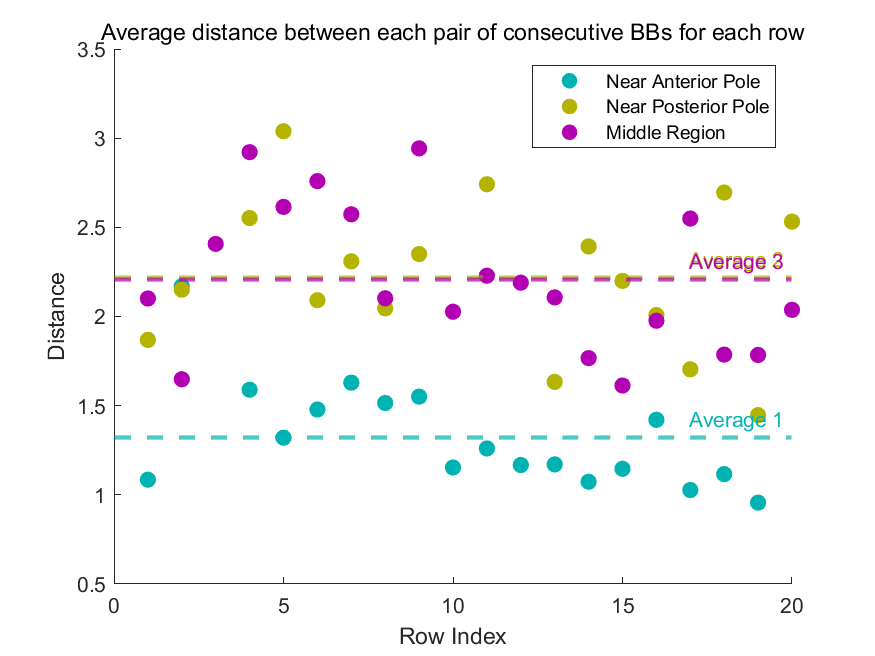 Average distance between each pair of consecutive BBs for each row
3.5
3
2.5
2
1.5
1
0.5
Distance
Near Anterior Pole
Near Posterior Pole
Middle Region
Average 3
Average 1
0
5
10
15
20
Row Index